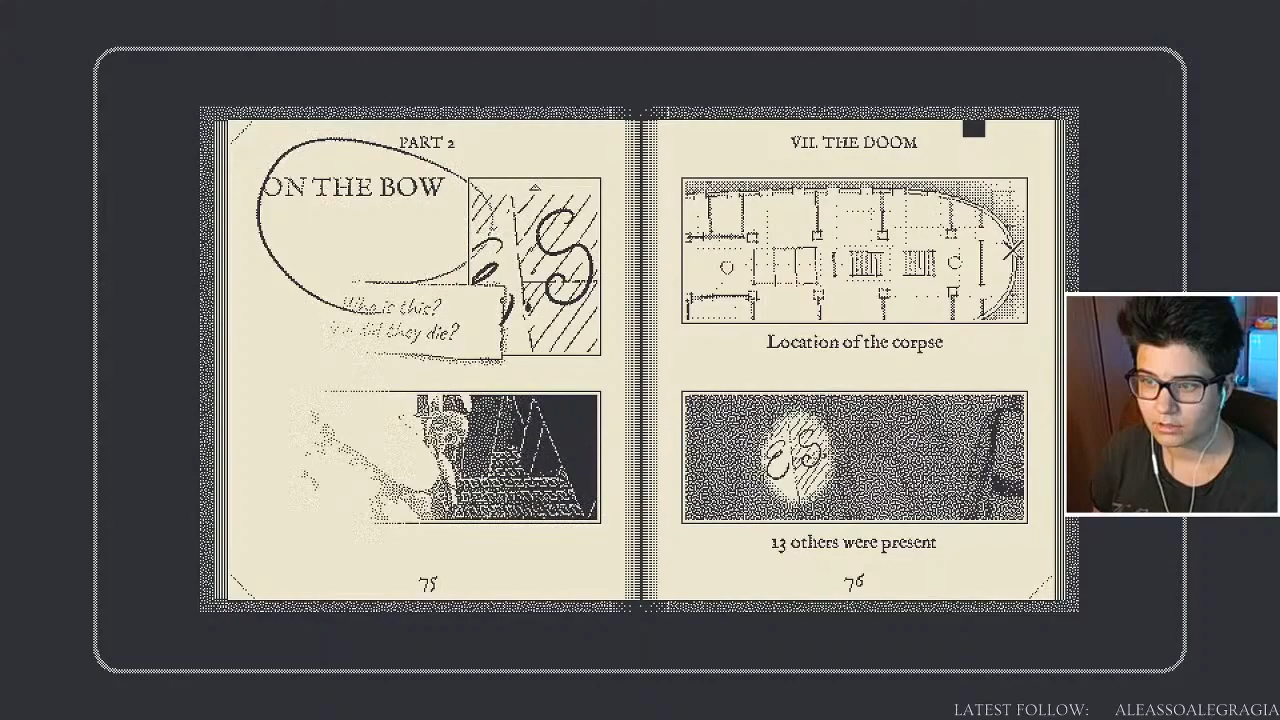 PART 2
ON THE BOW
Who is this?
How did they die?
75
VII. THE DOOM
Location of the corpse
13 others were present
76
LATEST FOLLOW: ALEASSOALEGRAGIA